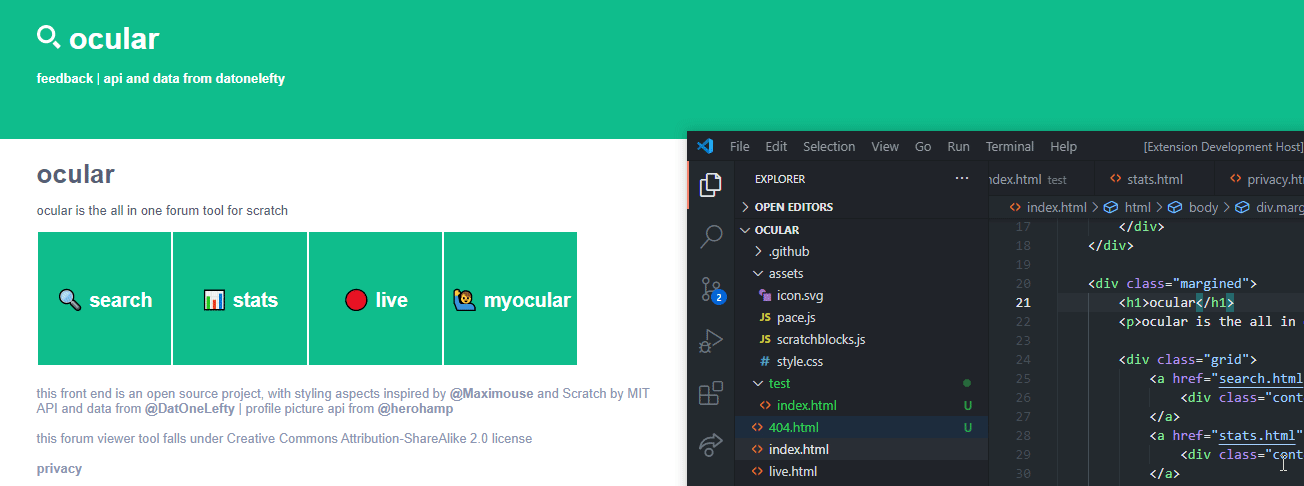 ocular
feedback | api and data from datonelefty
ocular
ocular is the all in one forum tool for scratch
search
stats
live
myocular
this front end is an open source project, with styling aspects inspired by @Maximouse and Scratch by MIT
API and data from @DatOneLefty | profile picture api from @herohamp
this forum viewer tool falls under Creative Commons Attribution-ShareAlike 2.0 license
privacy
File Edit Selection View Go Run Terminal Help [Extension Development Host]
EXPLORER ...
OPEN EDITORS
OCULAR
.github
assets
icon.svg
JS pace.js
JS scratchblocks.js
# style.css
test
index.html U
404.html U
index.html
live.html
2
index.html test stats.html
index.html > html > body >
17 </div>
18 </div>
19
20 <div class="margined">
21 <h1>ocular</h1>
22 <p>ocular is the all in
23
24 <div class="grid">
25 <a href="search.html
26 <div class="cont
27 </a>
28 <a href="stats.html"
29 <div class="cont
30 </a>